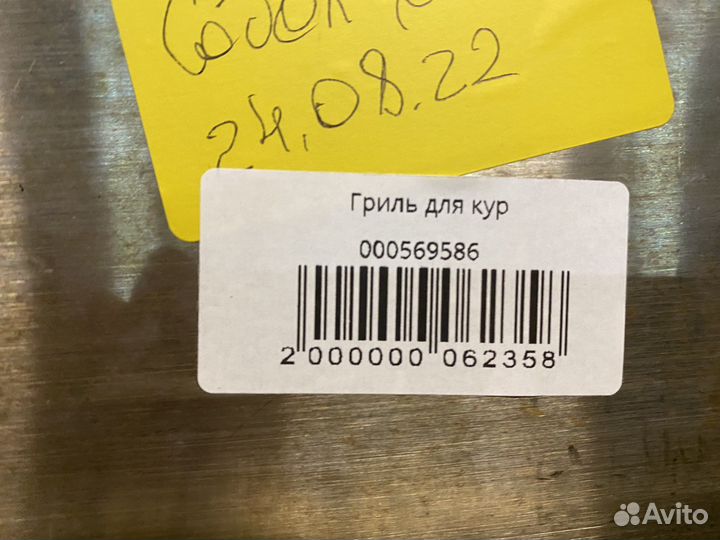 24.08.22
Гриль для кур
000569586
2 000000 062358
Avito